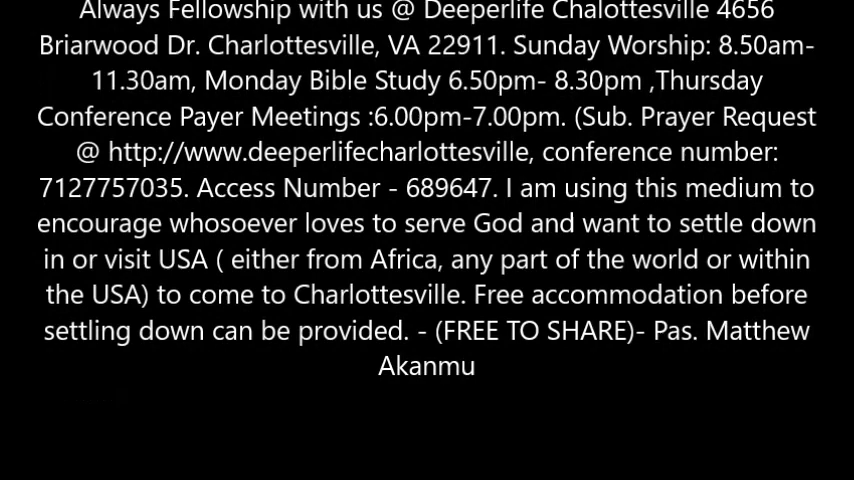 Always Fellowship with us @ Deeperlife Chalottesville 4656
Briarwood Dr. Charlottesville, VA 22911. Sunday Worship: 8.50am-
11.30am, Monday Bible Study 6.50pm- 8.30pm ,Thursday
Conference Payer Meetings :6.00pm-7.00pm. (Sub. Prayer Request
@ http://www.deeperlifecharlottesville, conference number:
7127757035. Access Number - 689647. I am using this medium to
encourage whosoever loves to serve God and want to settle down
in or visit USA ( either from Africa, any part of the world or within
the USA) to come to Charlottesville. Free accommodation before
settling down can be provided. - (FREE TO SHARE)- Pas. Matthew
Akanmu